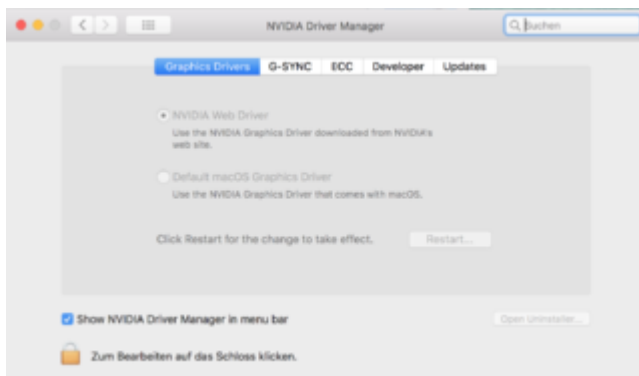 NVIDIA Driver Manager
Suchen
Graphics Drivers G-SYNC ECC Developer Updates
NVIDIA Web Driver
Use the NVIDIA Graphics Driver downloaded from NVIDIA's
web site.
Default macOS Graphics Driver
Use the NVIDIA Graphics Driver that comes with macOS.
Click Restart for the change to take effect. Restart...
Show NVIDIA Driver Manager in menu bar
Open Uninstaller...
Zum Bearbeiten auf das Schloss klicken.